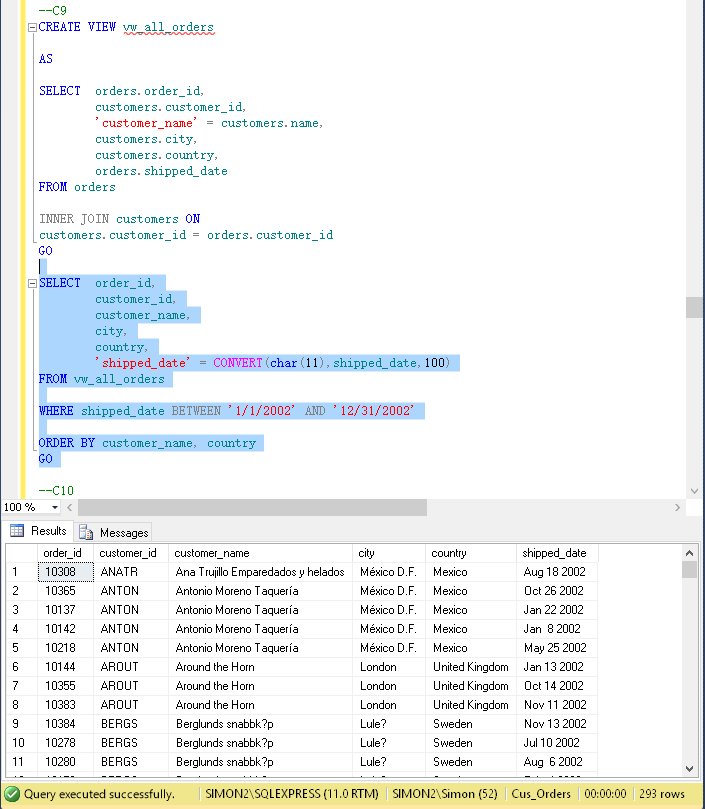 --C9
CREATE VIEW vw_all_orders
AS
SELECT orders.order_id,
customers.customer_id,
'customer_name' = customers.name,
customers.city,
customers.country,
orders.shipped_date
FROM orders
INNER JOIN customers ON
customers.customer_id = orders.customer_id
GO
SELECT order_id,
customer_id,
customer_name,
city,
country,
'shipped_date' = CONVERT(char(11),shipped_date,100)
FROM vw_all_orders
WHERE shipped_date BETWEEN '1/1/2002' AND '12/31/2002'
ORDER BY customer_name, country
GO
--C10
100 %
Results Messages
order_id customer_id customer_name city country shipped_date
1 10308 ANATR Ana Trujillo Emparedados y helados México D.F. Mexico Aug 18 2002
2 10365 ANTON Antonio Moreno Taquería México D.F. Mexico Oct 26 2002
3 10137 ANTON Antonio Moreno Taquería México D.F. Mexico Jan 22 2002
4 10142 ANTON Antonio Moreno Taquería México D.F. Mexico Jan 8 2002
5 10218 ANTON Antonio Moreno Taquería México D.F. Mexico May 25 2002
6 10144 AROUT Around the Horn London United Kingdom Jan 13 2002
7 10355 AROUT Around the Horn London United Kingdom Oct 14 2002
8 10383 AROUT Around the Horn London United Kingdom Nov 11 2002
9 10384 BERGS Berglunds snabbk?p Lule? Sweden Nov 13 2002
10 10278 BERGS Berglunds snabbk?p Lule? Sweden Jul 10 2002
11 10280 BERGS Berglunds snabbk?p Lule? Sweden Aug 6 2002
Query executed successfully. SIMON2\SQLEXPRESS (11.0 RTM) SIMON2\Simon (52) Cus_Orders 00:00:00 293 rows